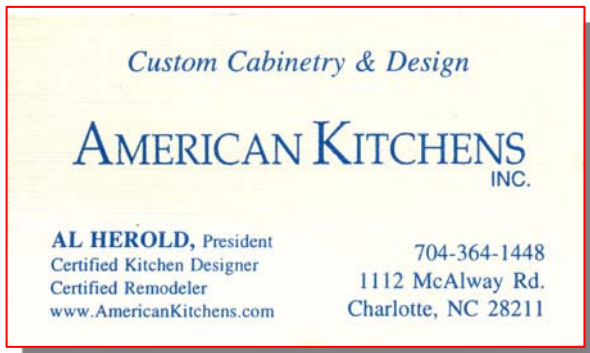 Custom Cabinetry & Design
AMERICAN KITCHENS
INC.
AL HEROLD, President
Certified Kitchen Designer
Certified Remodeler
www.AmericanKitchens.com
704-364-1448
1112 McAlway Rd.
Charlotte, NC 28211